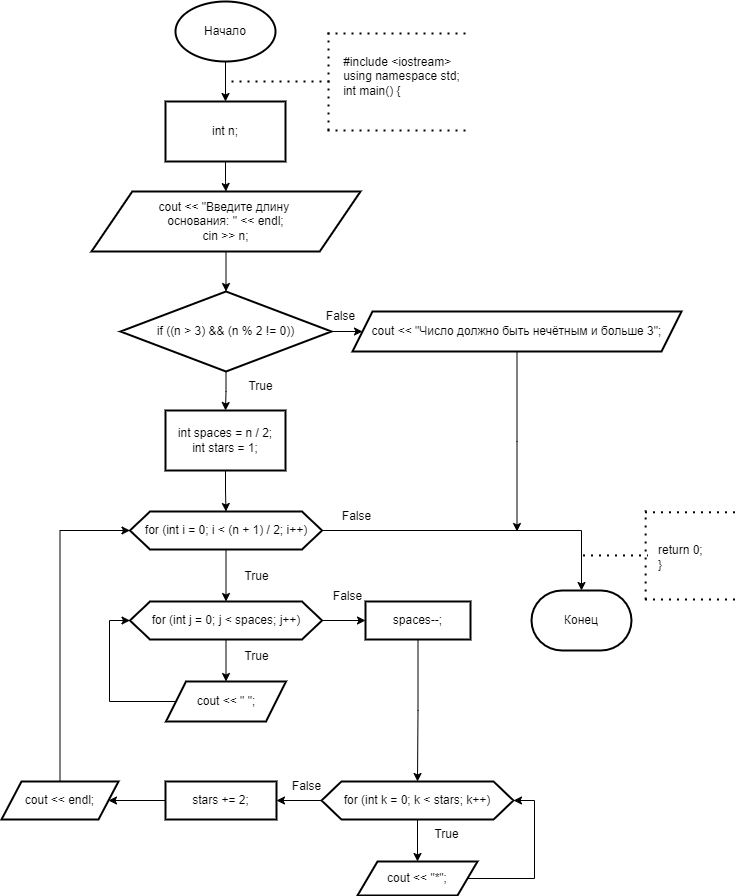 Начало
#include <iostream>
using namespace std;
int main() {
int n;
cout << "Введите длину
основания: " << endl;
cin >> n;
if ((n > 3) && (n % 2 != 0))
False
cout << "Число должно быть нечётным и больше 3";
True
int spaces = n / 2;
int stars = 1;
for (int i = 0; i < (n + 1) / 2; i++)
False
return 0;
}
True
for (int j = 0; j < spaces; j++)
False
spaces--;
Конец
True
cout << " ";
cout << endl;
stars += 2;
False
for (int k = 0; k < stars; k++)
True
cout << "*";